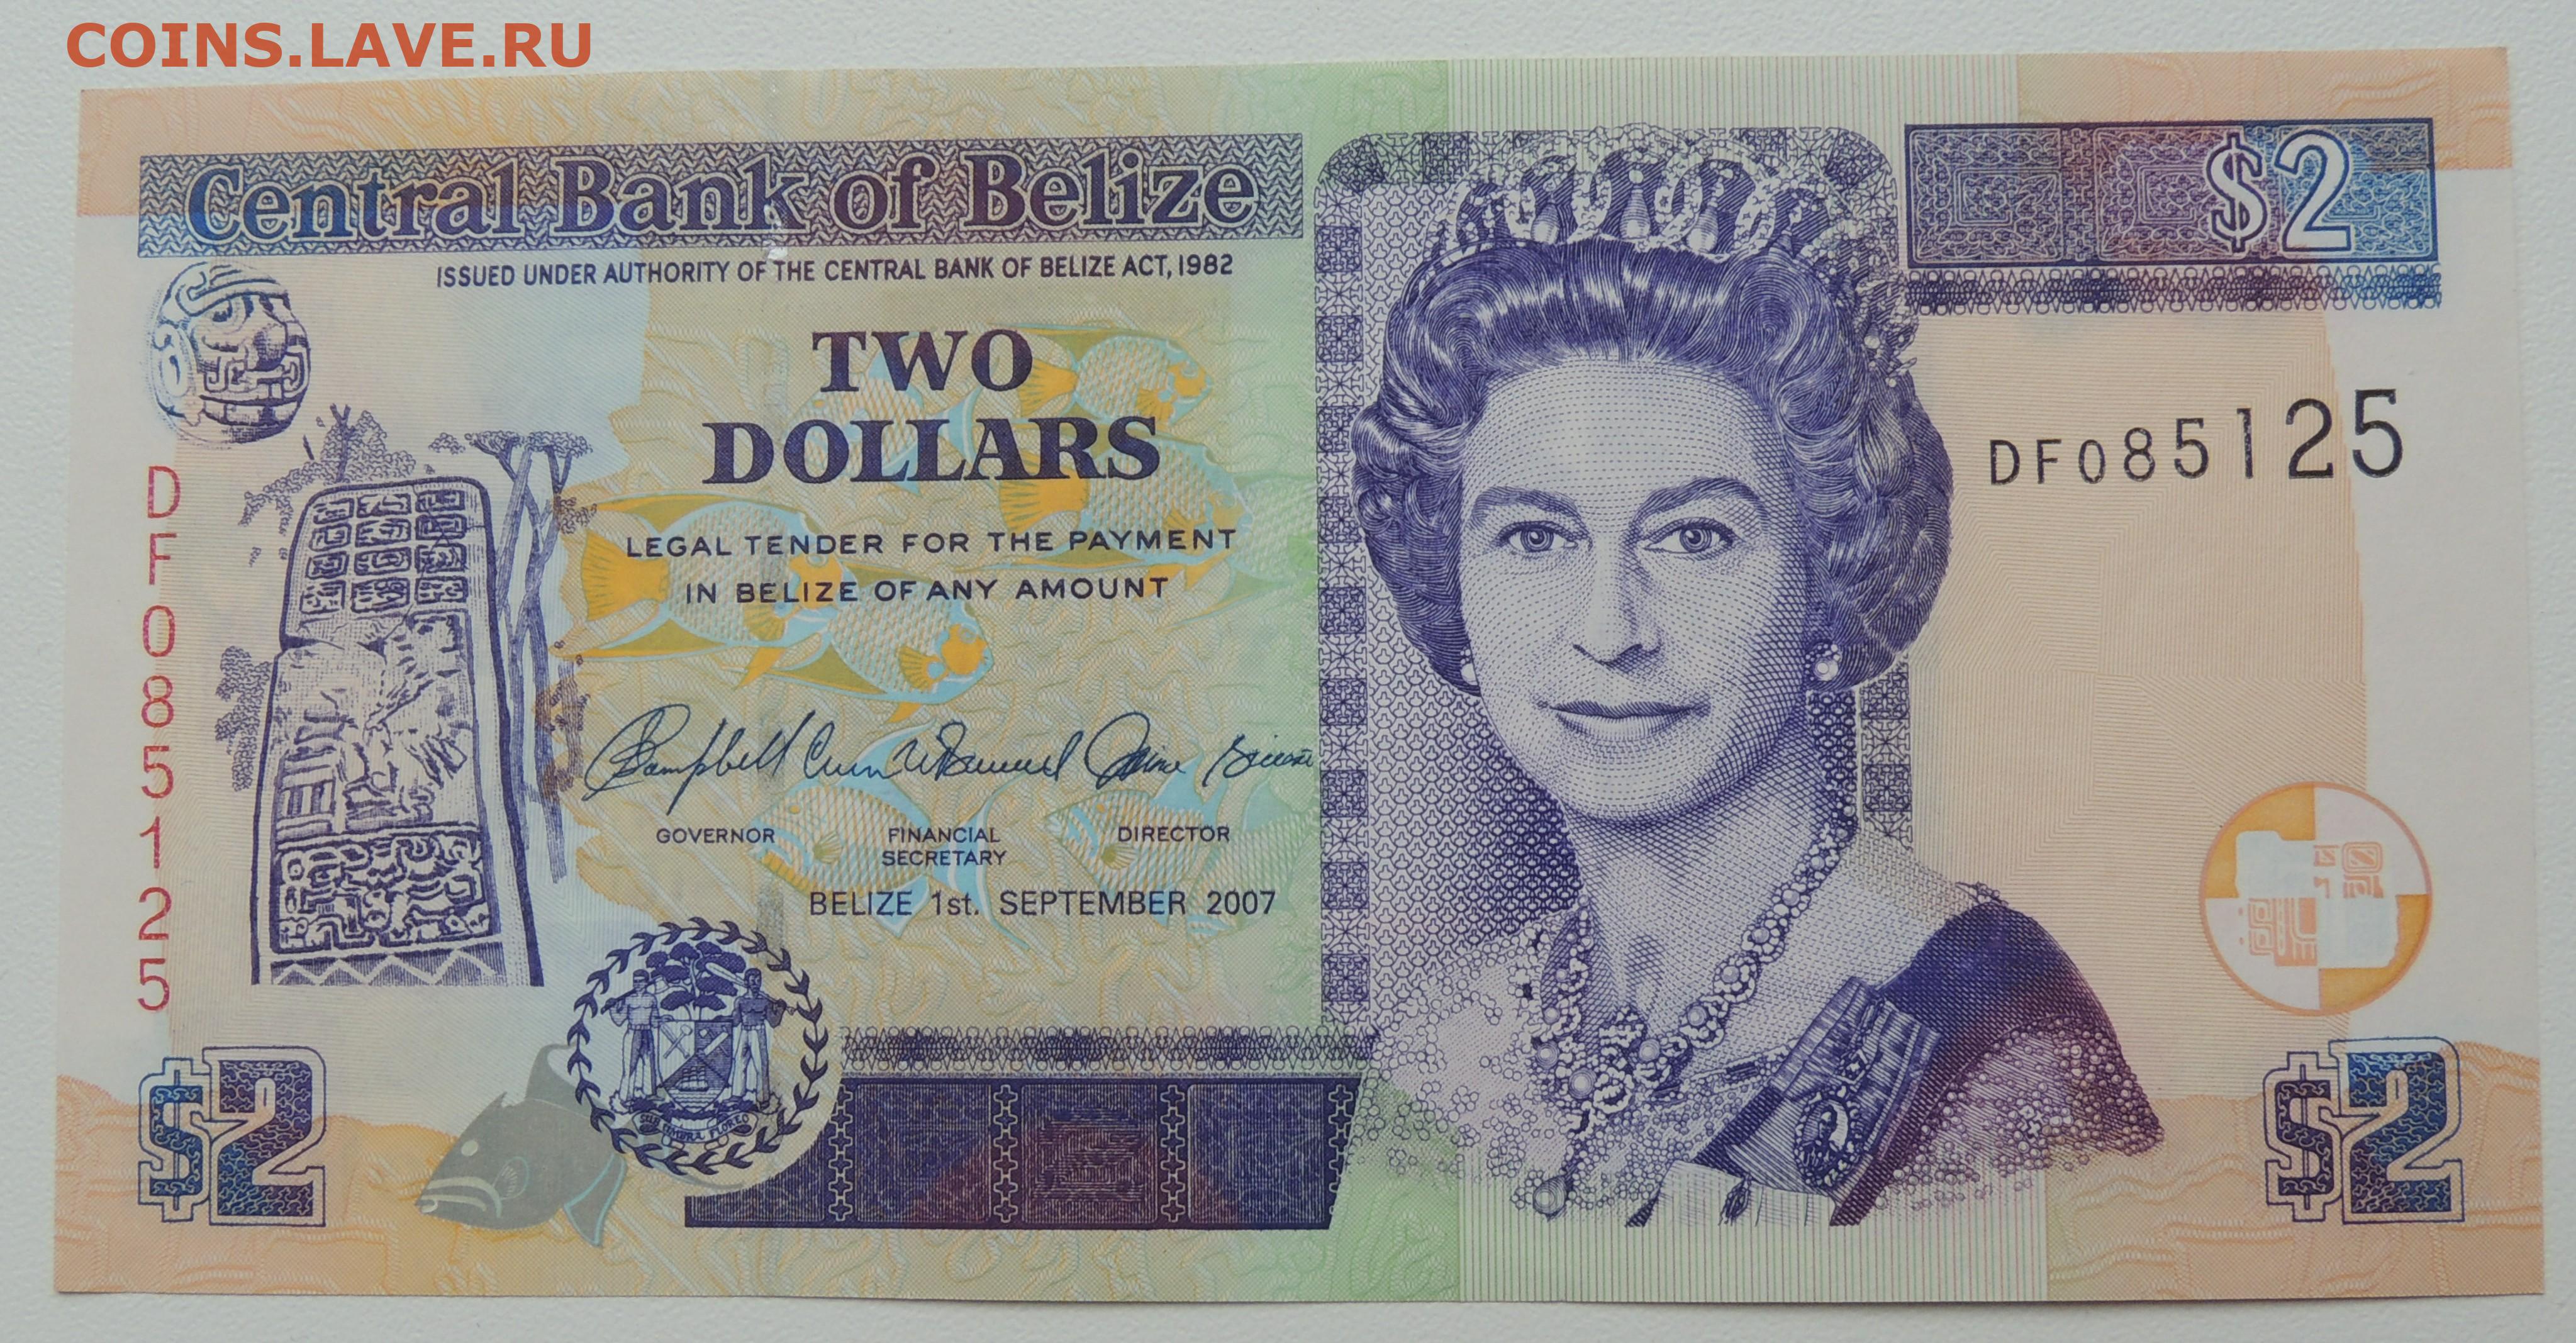 COINS.LAVE.RU
Central Bank of Belize
$2
ISSUED UNDER AUTHORITY OF THE CENTRAL BANK OF BELIZE ACT, 1982
TWO
DOLLARS
DF085125
LEGAL TENDER FOR THE PAYMENT
IN BELIZE OF ANY AMOUNT
DF085125
GOVERNOR
FINANCIAL
SECRETARY
DIRECTOR
BELIZE 1st. SEPTEMBER 2007
$2
$2